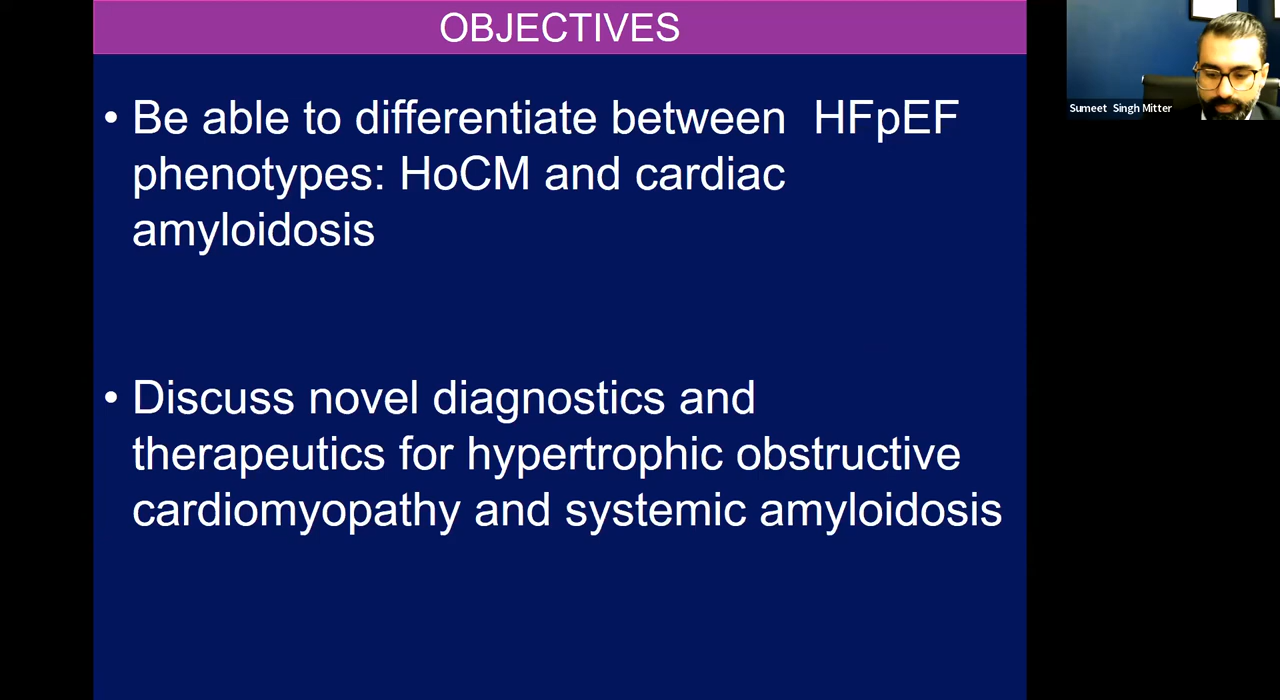 OBJECTIVES
• Be able to differentiate between  HFpEF
phenotypes: HoCM and cardiac
amyloidosis
• Discuss novel diagnostics and
therapeutics for hypertrophic obstructive
cardiomyopathy and systemic amyloidosis
Sumeet  Singh Mitter